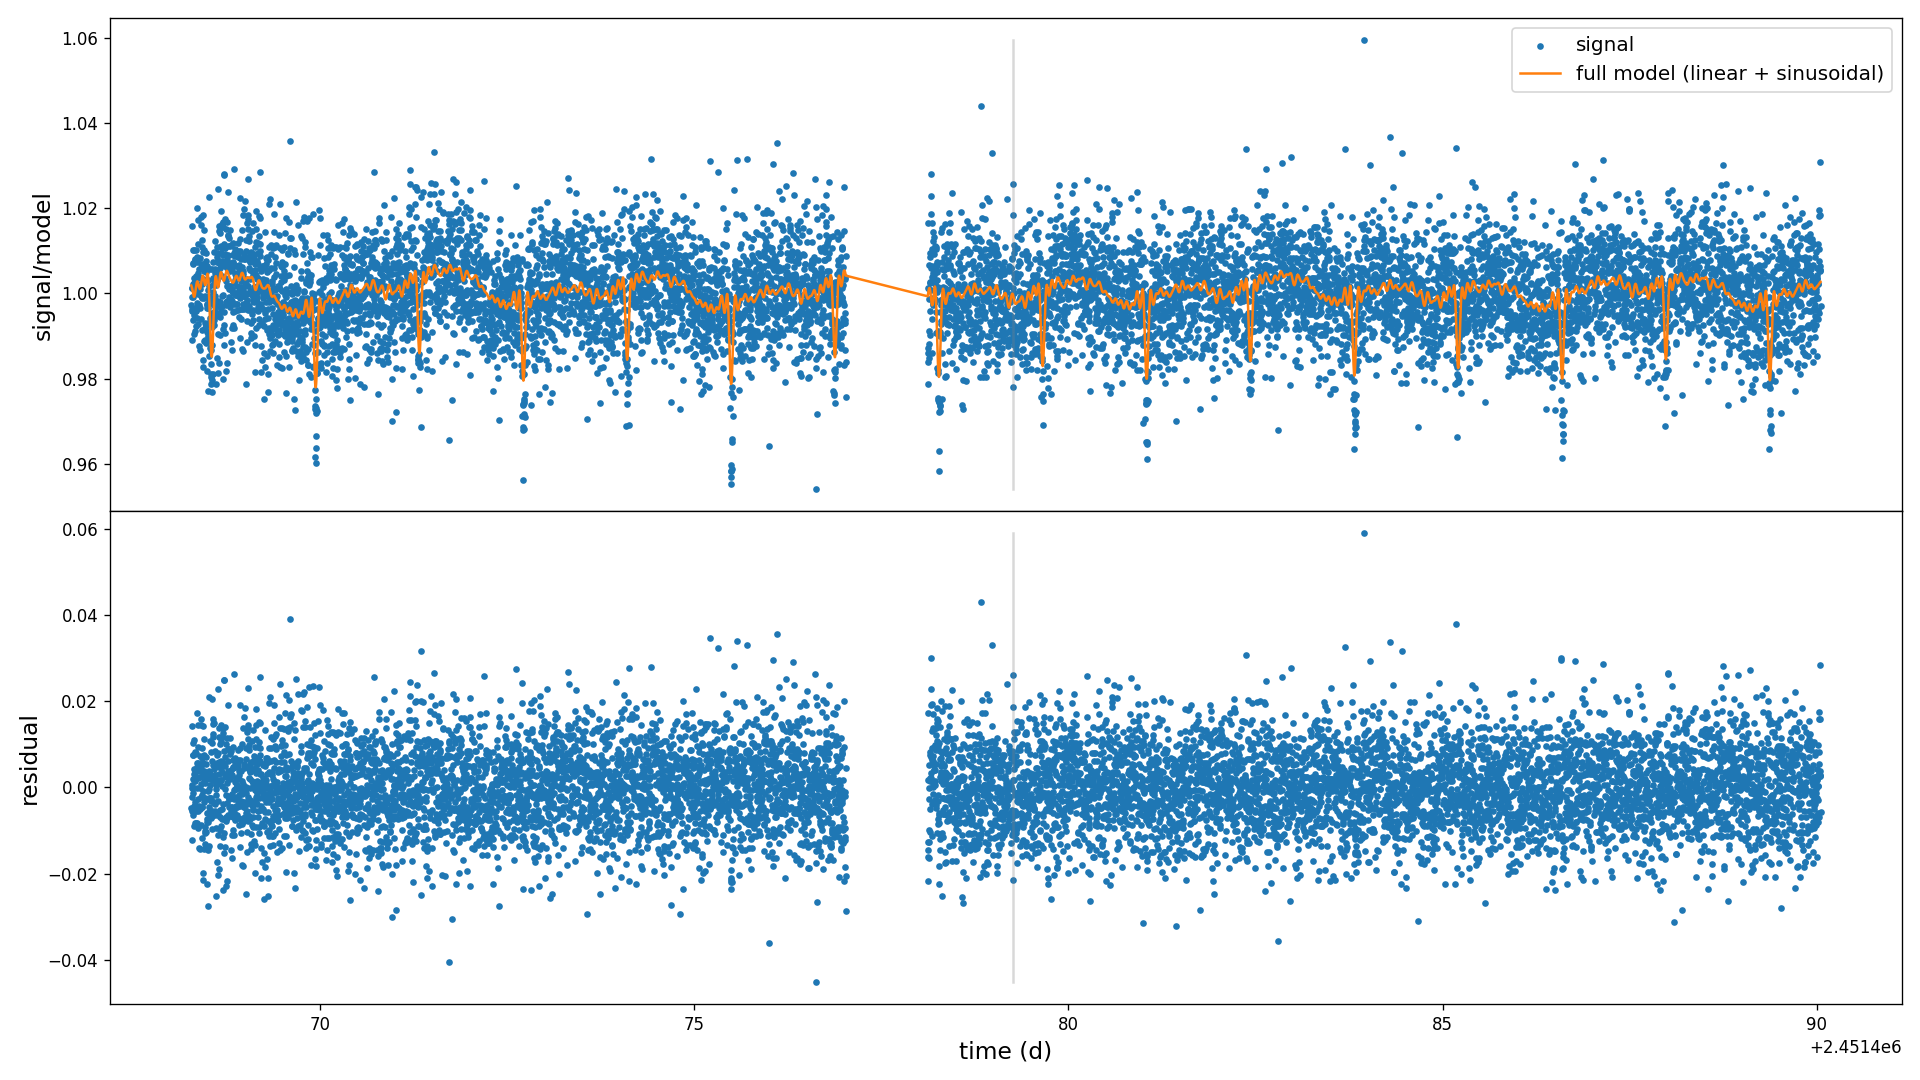 1.06
1.04
1.02
1.00
0.98
0.96
signal/model
signal
full model (linear + sinusoidal)
0.06
0.04
0.02
0.00
−0.02
−0.04
residual
70
75
80
85
90
time (d)
+2.4514e6